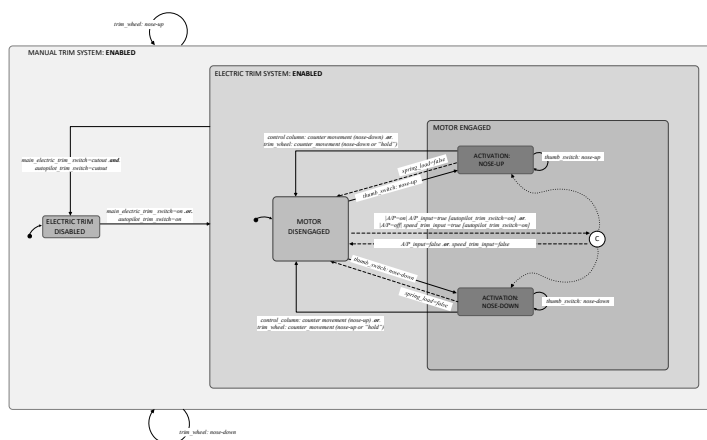 trim_wheel: nose-up
MANUAL TRIM SYSTEM: ENABLED
ELECTRIC TRIM SYSTEM: ENABLED
MOTOR ENGAGED
control column: counter movement (nose-down) .or.
trim_wheel: counter_movement (nose-down or "hold")
ACTIVATION:
NOSE-UP
thumb_switch: nose-up
spring_load=false
thumb_switch: nose-up
main_electric_trim_switch=cutout .and.
autopilot_trim_switch=cutout
main_electric_trim_switch=on .or.
autopilot_trim_switch=on
ELECTRIC TRIM
DISABLED
MOTOR
DISENGAGED
[A/P=on] A/P_input=true [autopilot_trim_switch=on] .or.
[A/P=off] speed_trim_input=true [autopilot_trim_switch=on]
C
A/P_input=false .or. speed_trim_input=false
thumb_switch: nose-down
spring_load=false
ACTIVATION:
NOSE-DOWN
thumb_switch: nose-down
control_column: counter movement (nose-up) .or.
trim_wheel: counter_movement (nose-up or "hold")
trim_wheel: nose-down